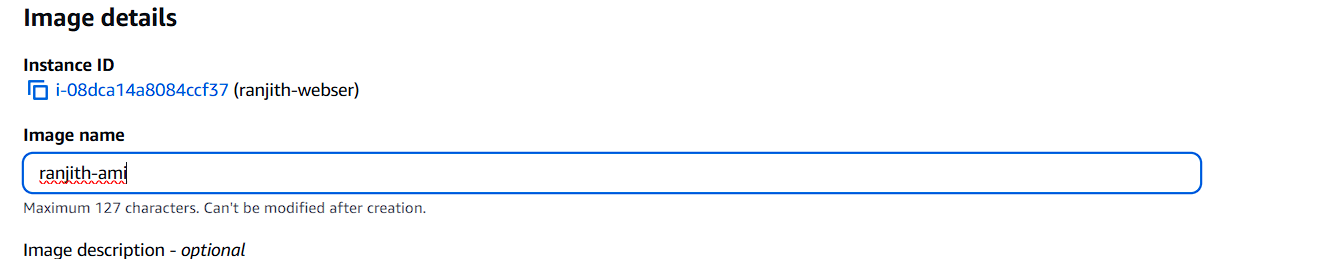 Image details
Instance ID
i-08dca14a8084ccf37 (ranjith-webser)
Image name
ranjith-ami
Maximum 127 characters. Can't be modified after creation.
Image description - optional